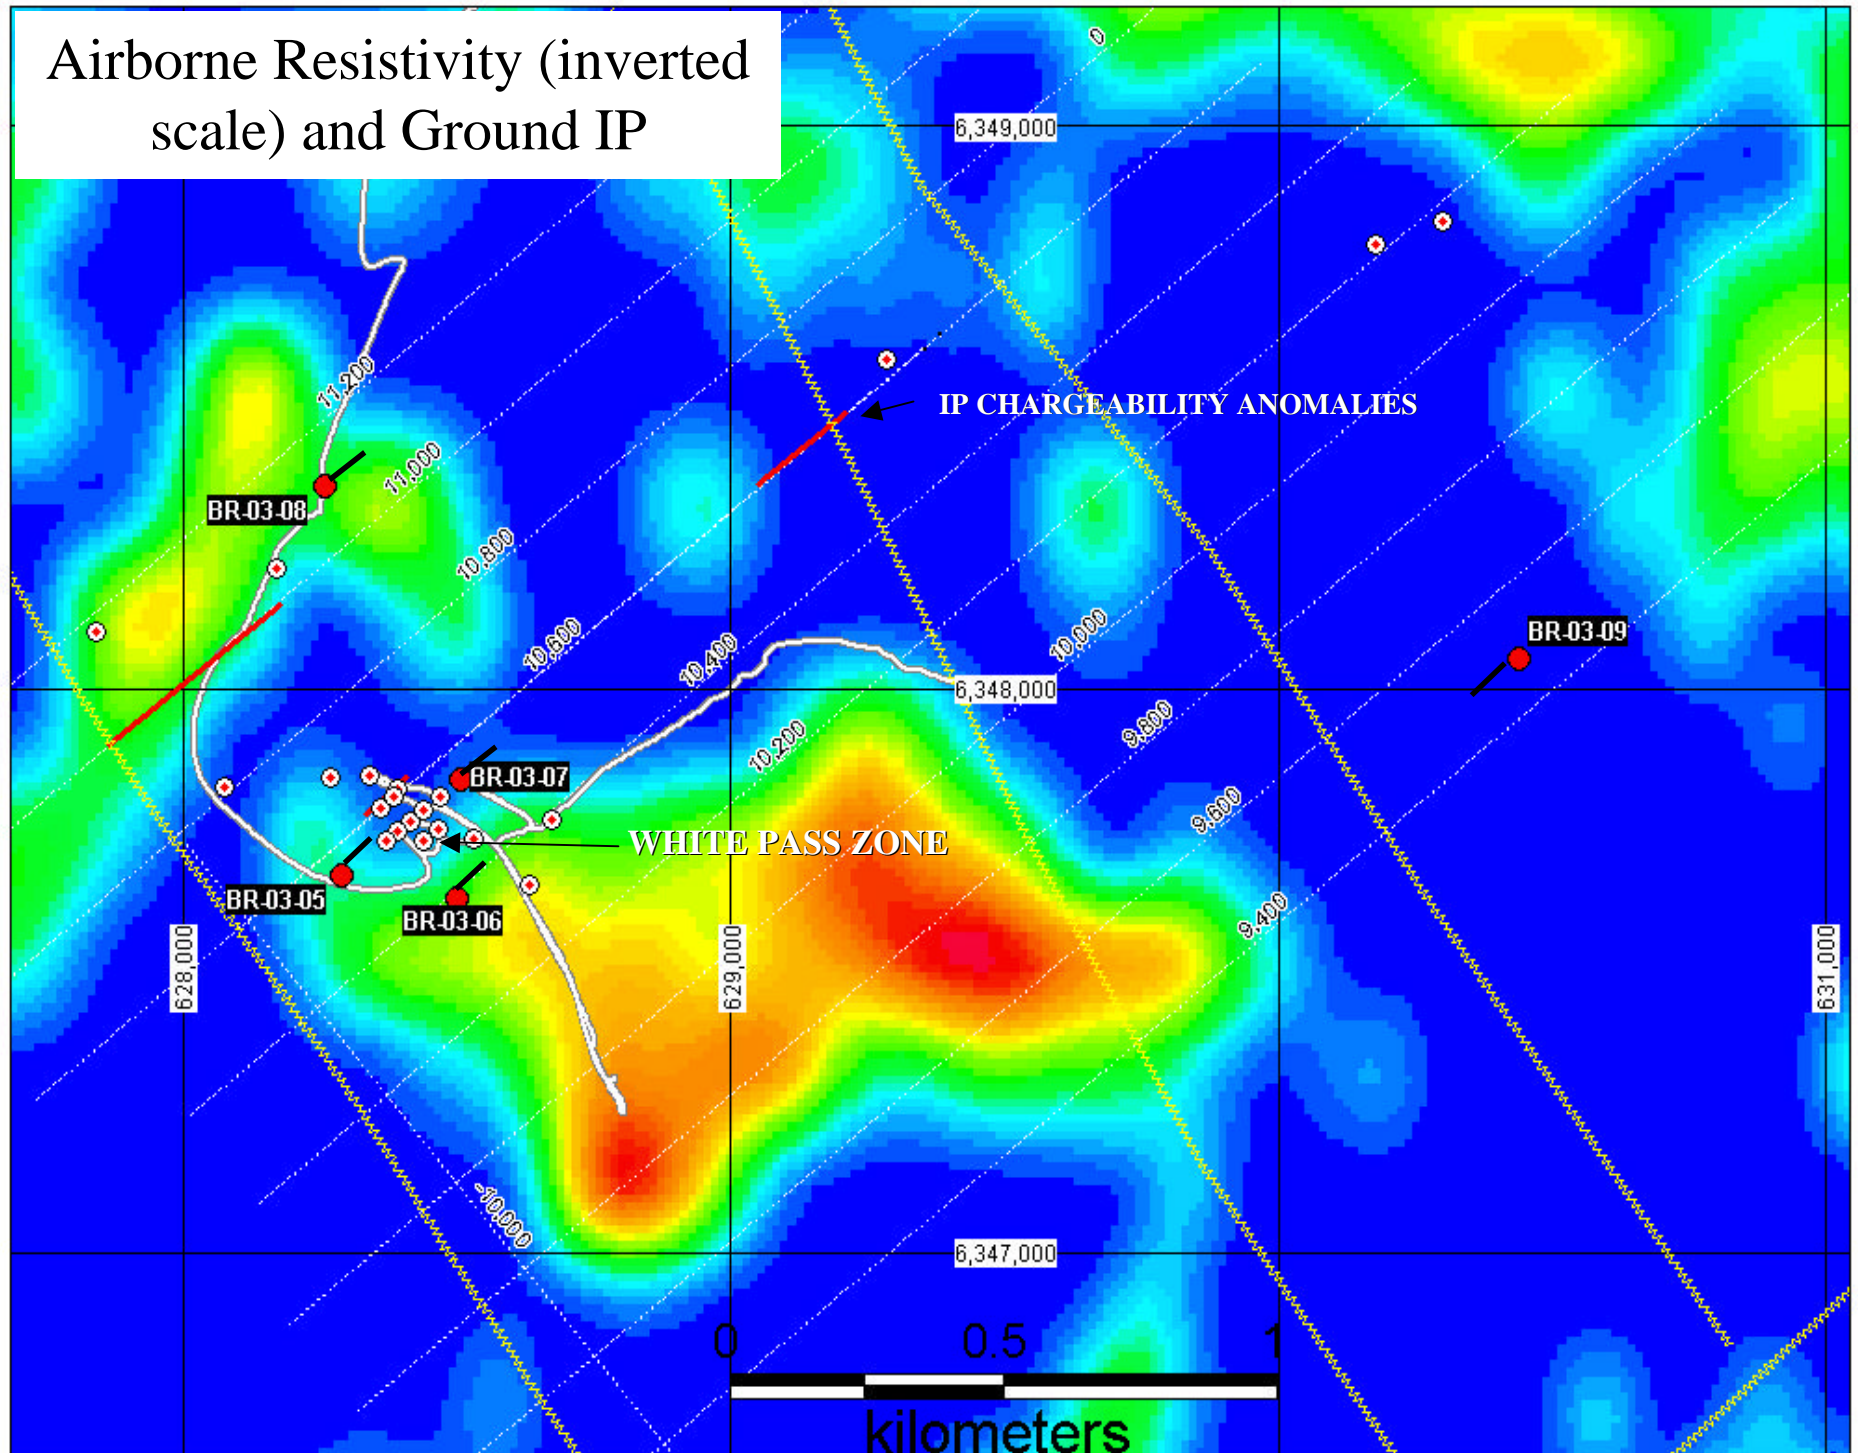 Airborne Resistivity (inverted
scale) and Ground IP
0
6,349,000
11,200
IP CHARGEABILITY ANOMALIES
11,000
BR-03-08
10,800
10,600
10,400
10,000
BR-03-09
6,348,000
10,200
9,800
BR-03-07
9,600
WHITE PASS ZONE
BR-03-05
BR-03-06
9,400
628,000
629,000
631,000
-10,000
6,347,000
0 0.5 1
kilometers